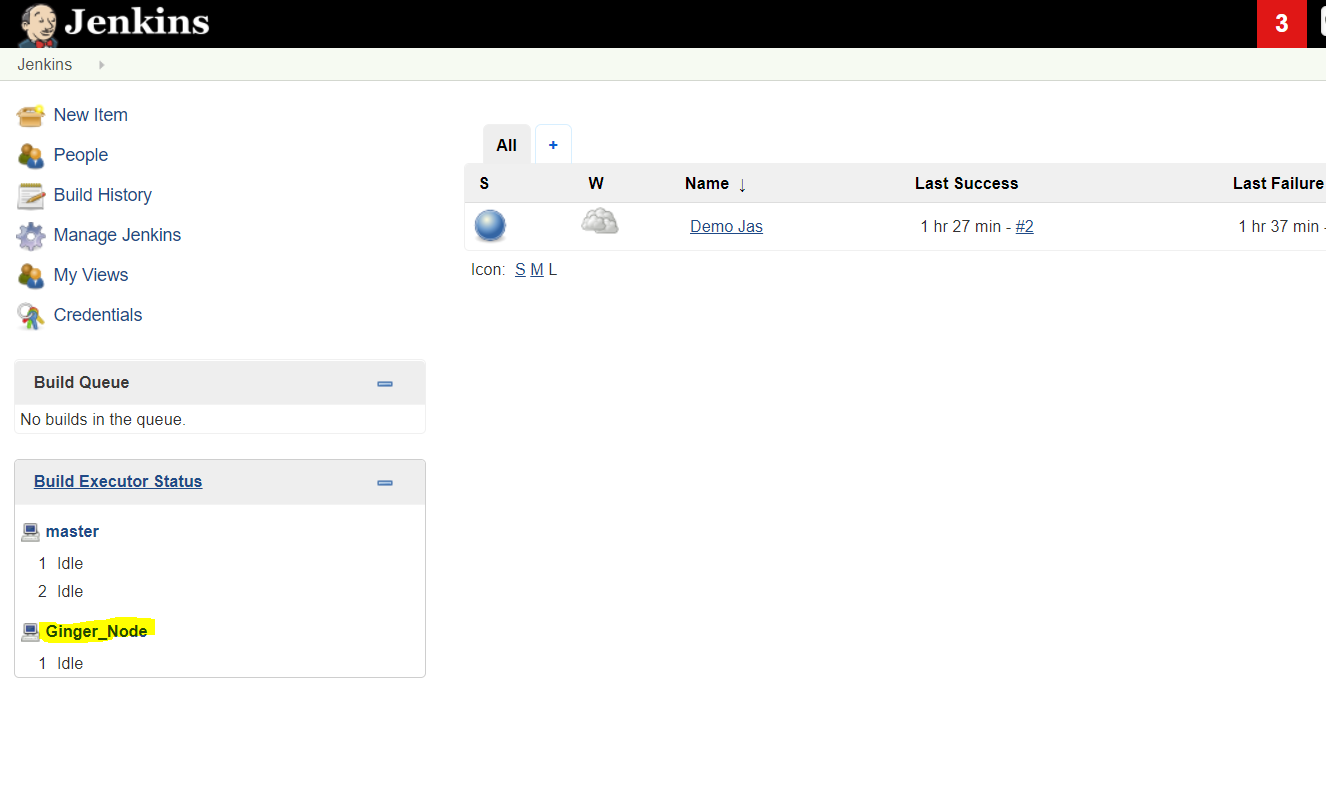 Jenkins
3
Jenkins
New Item
People
Build History
Manage Jenkins
My Views
Credentials
Build Queue
No builds in the queue.
Build Executor Status
master
1 Idle
2 Idle
Ginger_Node
1 Idle
All +
S W Name ↓ Last Success Last Failure
Demo Jas 1 hr 27 min - #2 1 hr 37 min -
Icon: S M L